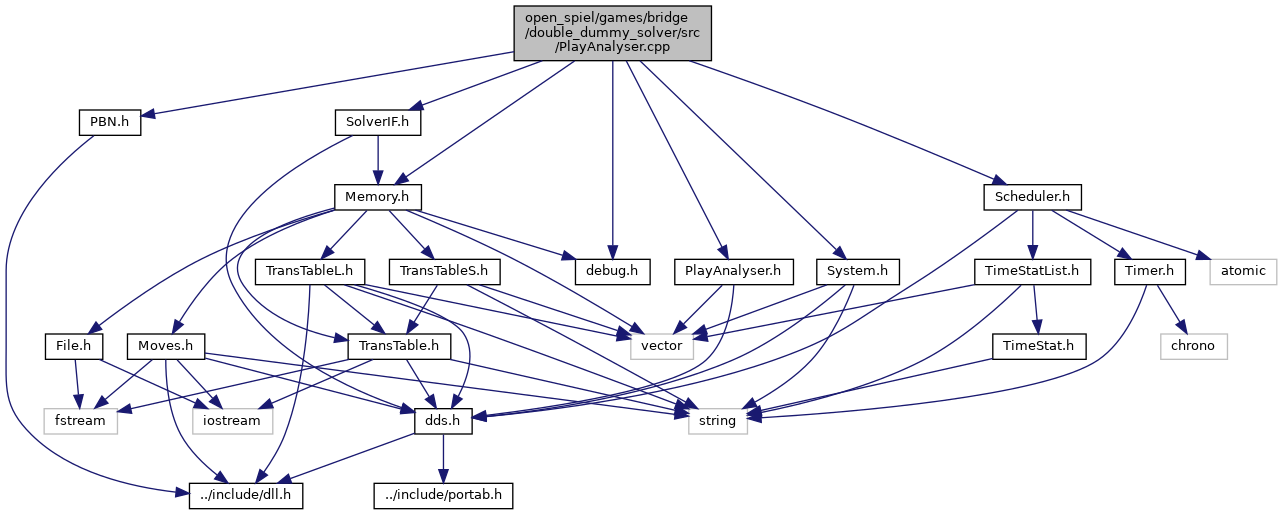 open_spiel/games/bridge
/double_dummy_solver/src
/PlayAnalyser.cpp
PBN.h
SolverIF.h
Memory.h
Scheduler.h
TransTableL.h
TransTableS.h
debug.h
PlayAnalyser.h
System.h
TimeStatList.h
Timer.h
atomic
File.h
Moves.h
TransTable.h
vector
TimeStat.h
chrono
fstream
iostream
dds.h
string
../include/dll.h
../include/portab.h